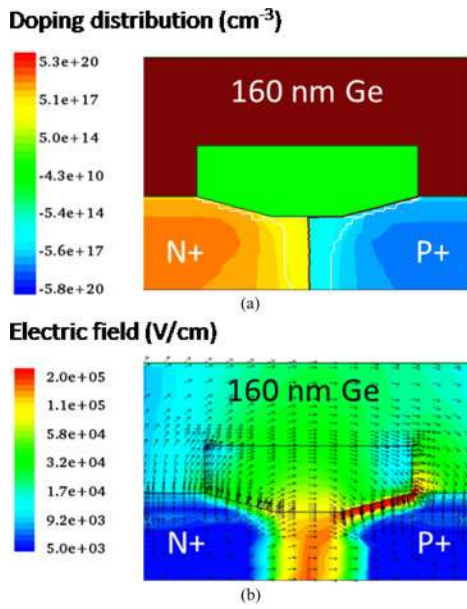 Doping distribution (cm-3)
5.3e+20
5.1e+17
5.0e+14
-4.3e+10
-5.4e+14
-5.6e+17
-5.8e+20
160 nm Ge
N+
P+
(a)
Electric field (V/cm)
2.0e+05
1.1e+05
5.8e+04
3.1e+04
1.7e+04
9.2e+03
5.0e+03
160 nm Ge
N+
P+
(b)